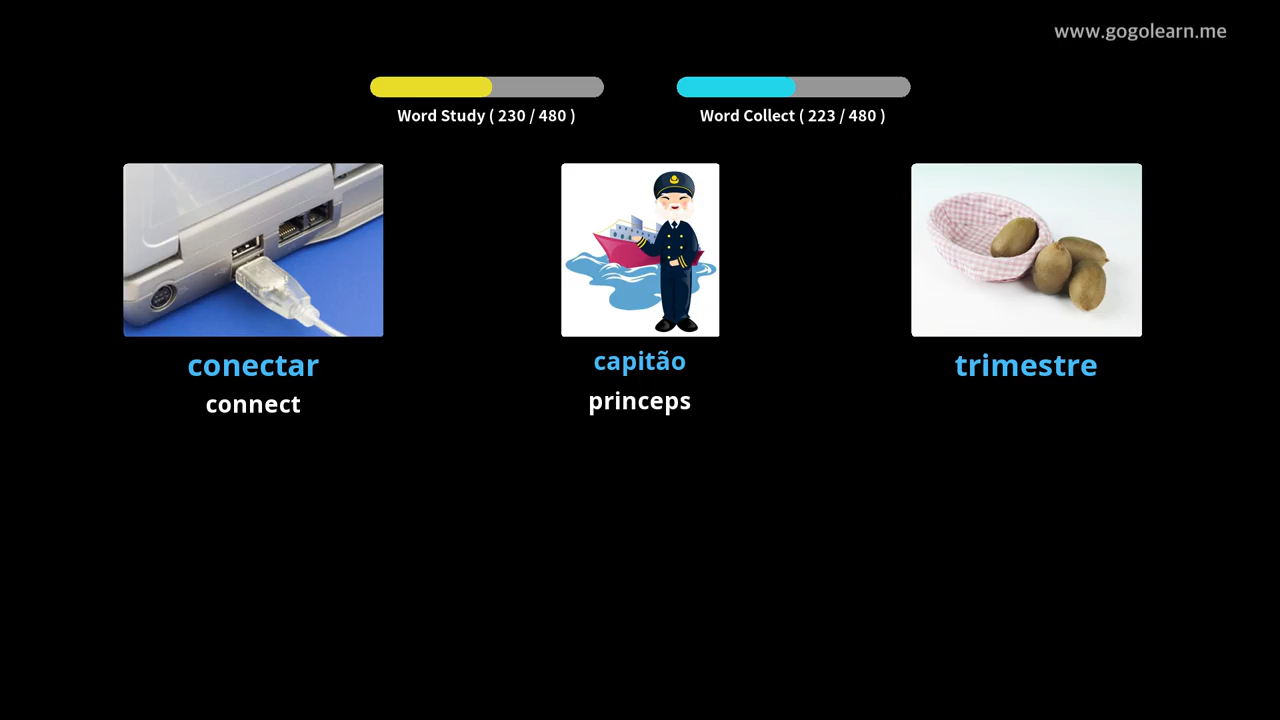 www.gogolearn.me
Word Study ( 230 / 480 )
Word Collect ( 223 / 480 )
conectar
connect
capitão
princeps
trimestre